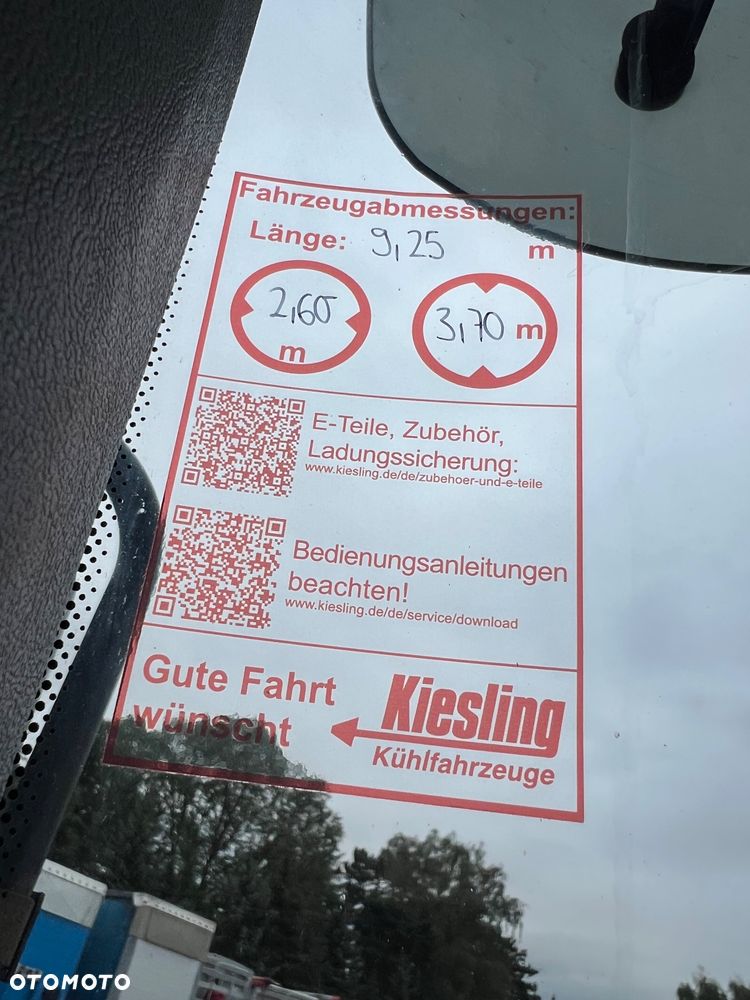 Fahrzeugabmessungen:
Länge: 9,25 m
2,60 m
3,70 m
E-Teile, Zubehör,
Ladungssicherung:
www.kiesling.de/de/zubehoer-und-e-teile
Bedienungsanleitungen
beachten!
www.kiesling.de/de/service/download
Gute Fahrt
wünscht
Kiesling
Kühlfahrzeuge
OTOMOTO